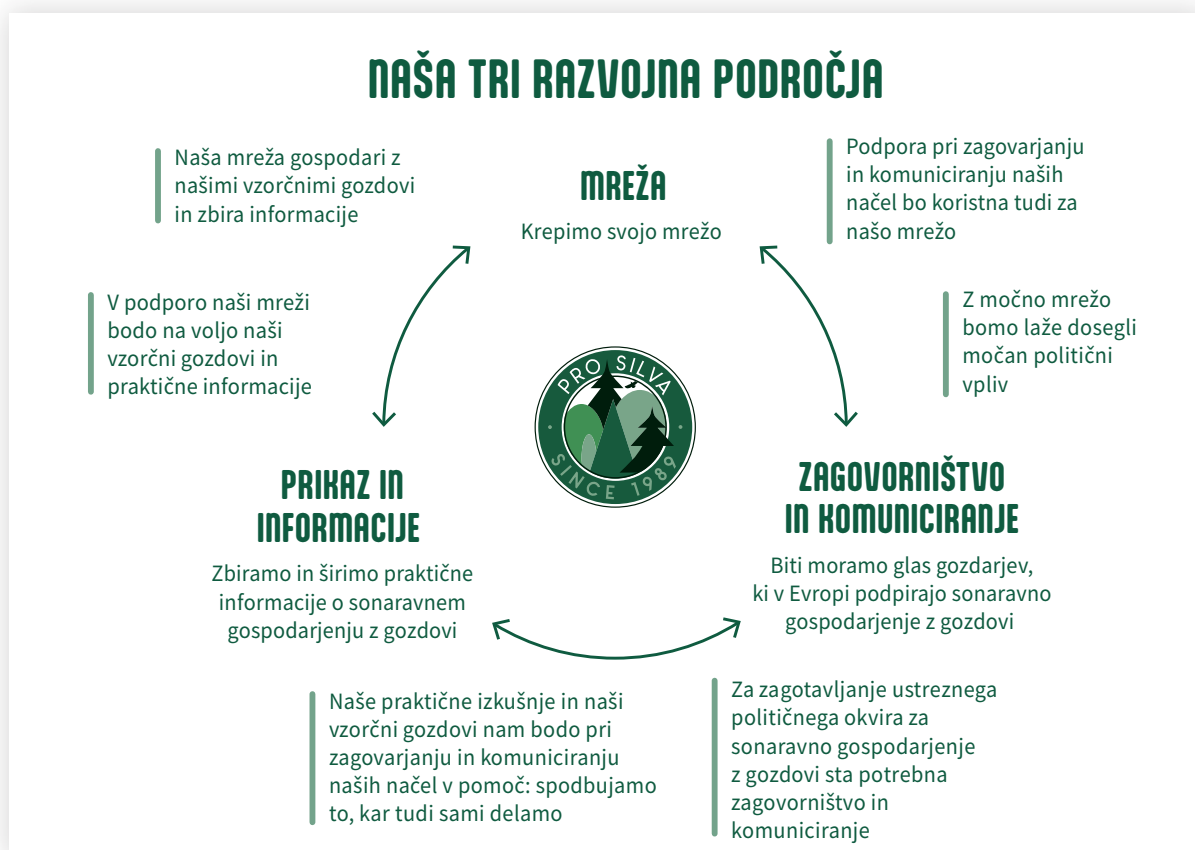 NAŠA TRI RAZVOJNA PODROČJA
Naša mreža gospodari z
našimi vzorčnimi gozdovi
in zbira informacije
MREŽA
Krepimo svojo mrežo
Podpora pri zagovarjanju
in komuniciranju naših
načel bo koristna tudi za
našo mrežo
V podporo naši mreži
bodo na voljo naši
vzorčni gozdovi in
praktične informacije
Z močno mrežo
bomo laže dosegli
močan politični
vpliv
PRO SILVA
SINCE 1989
PRIKAZ IN
INFORMACIJE
Zbiramo in širimo praktične
informacije o sonaravnem
gospodarjenju z gozdovi
ZAGOVORNIŠTVO
IN KOMUNICIRANJE
Biti moramo glas gozdarjev,
ki v Evropi podpirajo sonaravno
gospodarjenje z gozdovi
Naše praktične izkušnje in naši
vzorčni gozdovi nam bodo pri
zagovarjanju in komuniciranju
naših načel v pomoč: spodbujamo
to, kar tudi sami delamo
Za zagotavljanje ustreznega
političnega okvira za
sonaravno gospodarjenje
z gozdovi sta potrebna
zagovorništvo in
komuniciranje